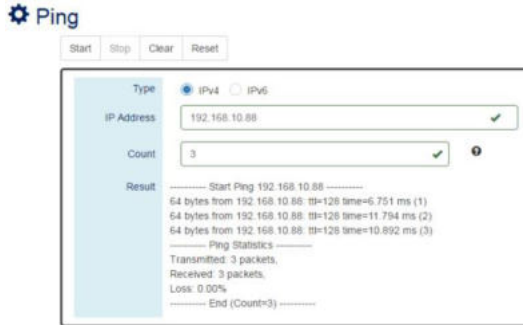 Ping
Start Stop Clear Reset
Type IPv4 IPv6
IP Address 192.168.10.88
Count 3
Result ---------- Start Ping 192.168.10.88 ----------
64 bytes from 192.168.10.88: ttl=128 time=6.751 ms (1)
64 bytes from 192.168.10.88: ttl=128 time=11.794 ms (2)
64 bytes from 192.168.10.88: ttl=128 time=10.892 ms (3)
---------- Ping Statistics ----------
Transmitted: 3 packets,
Received: 3 packets,
Loss: 0.00%
---------- End (Count=3) ----------